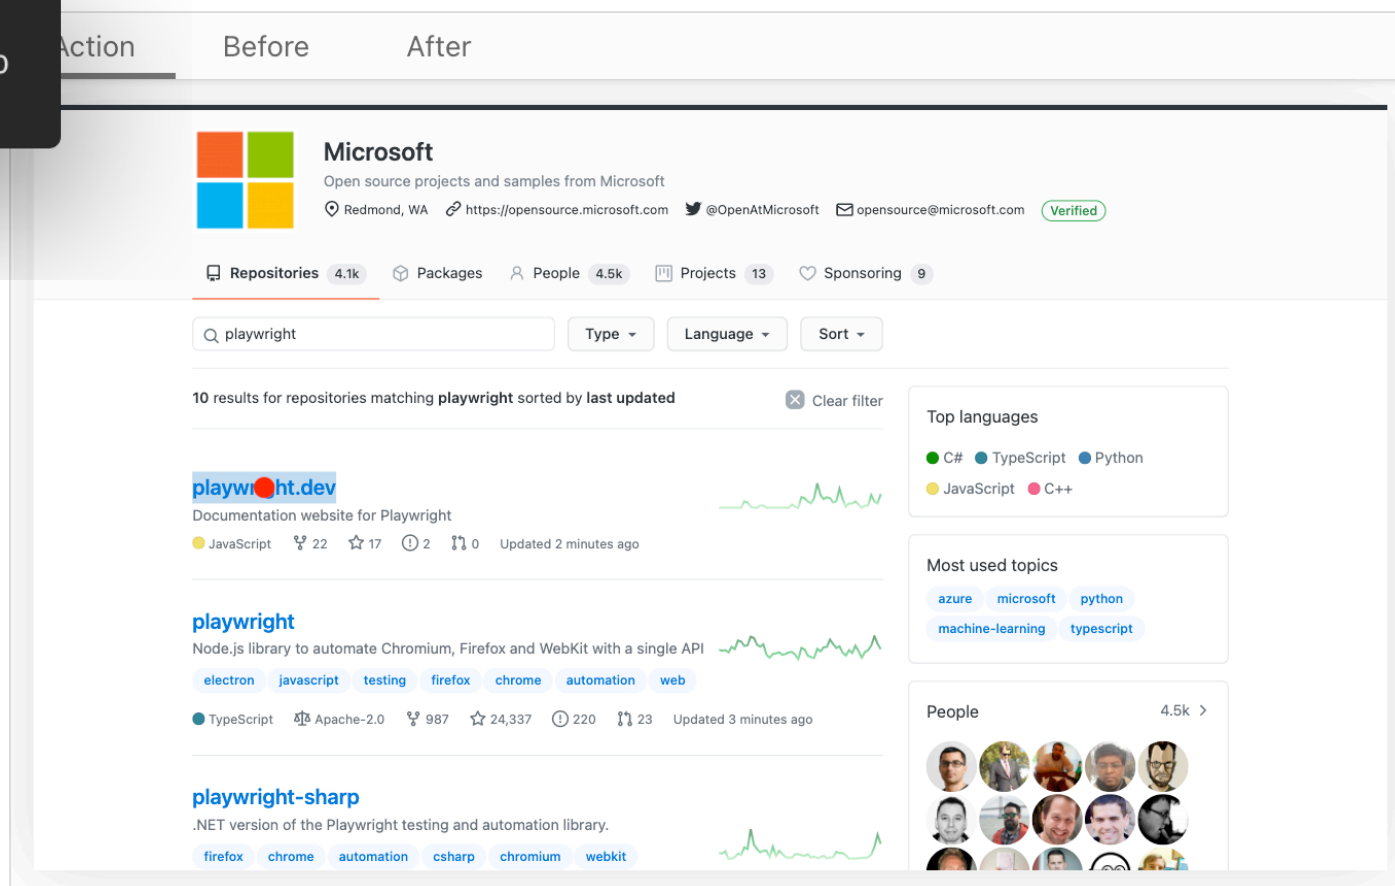 Action Before After
Microsoft
Open source projects and samples from Microsoft
Redmond, WA https://opensource.microsoft.com @OpenAtMicrosoft opensource@microsoft.com Verified
Repositories 4.1k Packages People 4.5k Projects 13 Sponsoring 9
playwright Type Language Sort
10 results for repositories matching playwright sorted by last updated Clear filter
playwright.dev
Documentation website for Playwright
JavaScript 22 17 2 0 Updated 2 minutes ago
playwright
Node.js library to automate Chromium, Firefox and WebKit with a single API
electron javascript testing firefox chrome automation web
TypeScript Apache-2.0 987 24,337 220 23 Updated 3 minutes ago
playwright-sharp
.NET version of the Playwright testing and automation library.
firefox chrome automation csharp chromium webkit
Top languages
C# TypeScript Python
JavaScript C++
Most used topics
azure microsoft python
machine-learning typescript
People 4.5k